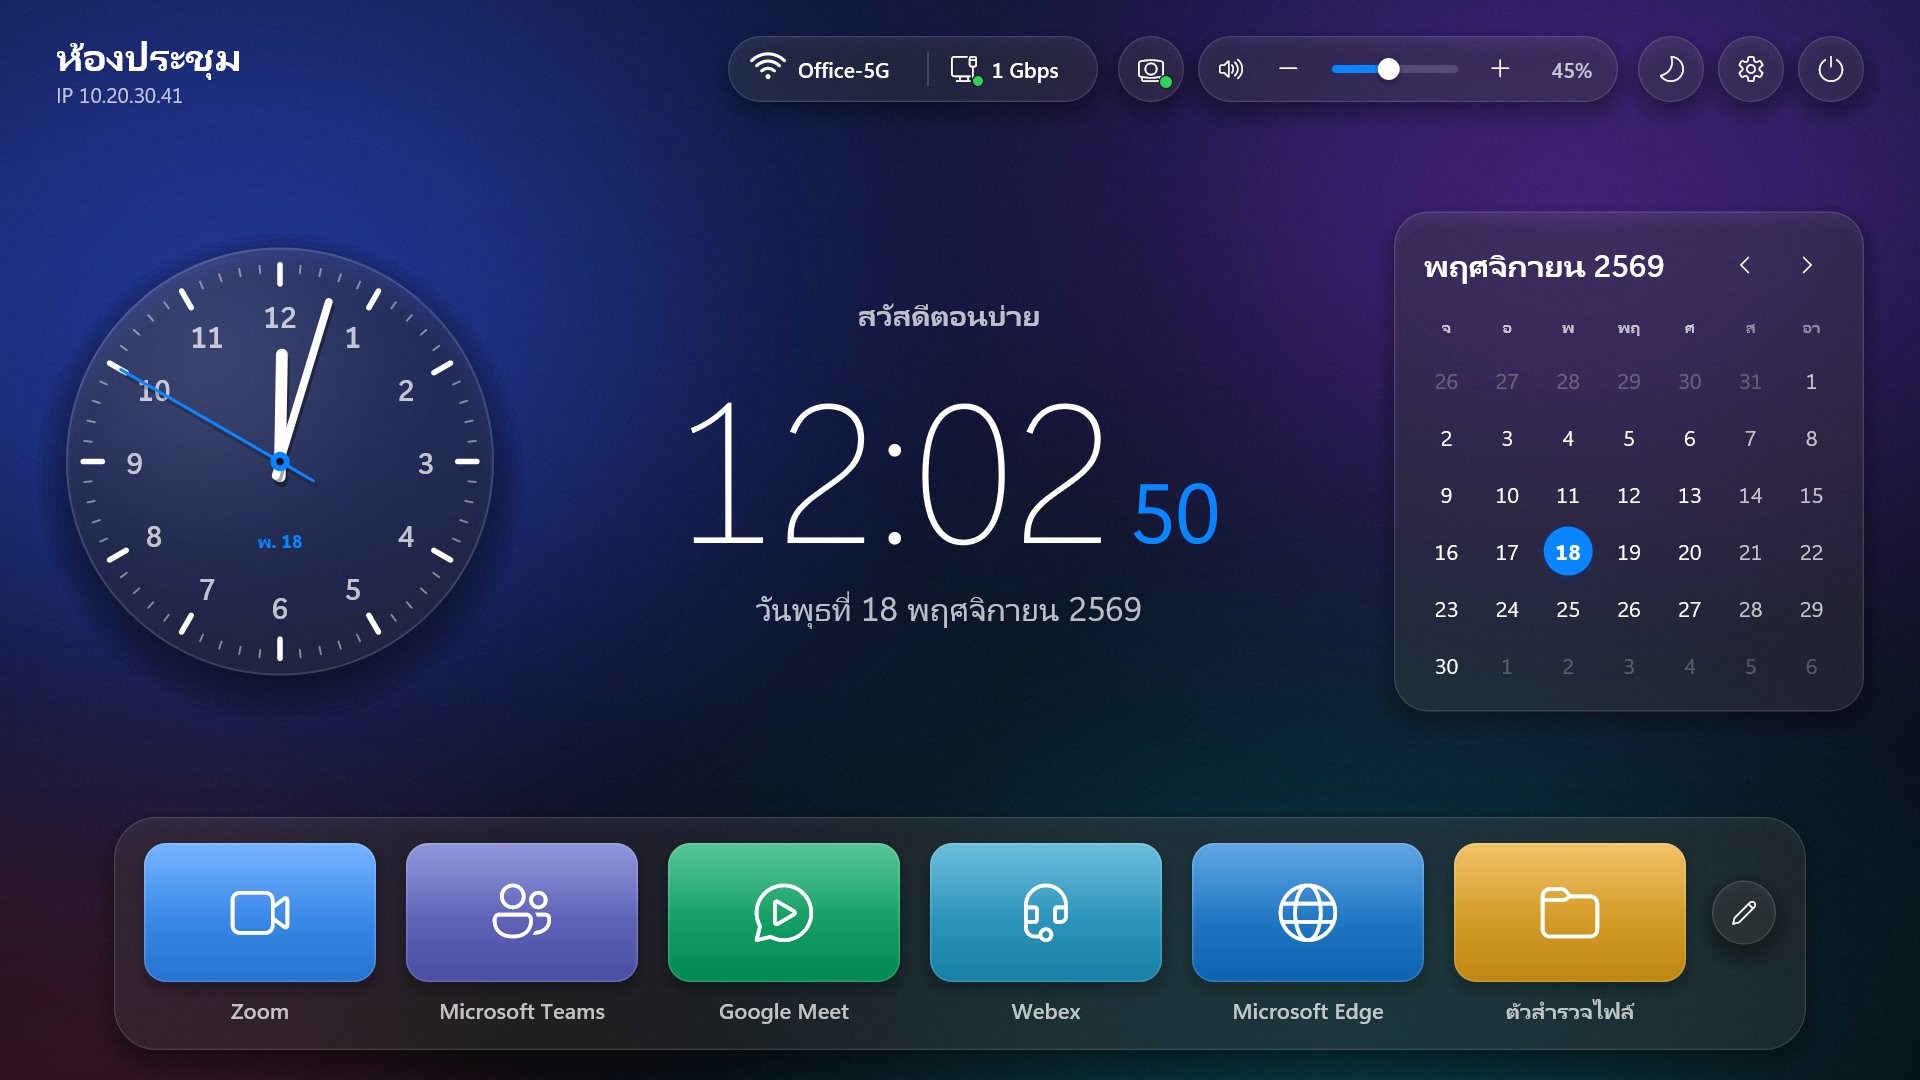 ห้องประชุม
IP 10.20.30.41
Office-5G
1 Gbps
45%
12
1
2
3
4
5
6
7
8
9
10
11
พ. 18
สวัสดีตอนบ่าย
12:02 50
วันพุธที่ 18 พฤศจิกายน 2569
พฤศจิกายน 2569
จ อ พ พฤ ศ ส อา
26 27 28 29 30 31 1
2 3 4 5 6 7 8
9 10 11 12 13 14 15
16 17 18 19 20 21 22
23 24 25 26 27 28 29
30 1 2 3 4 5 6
Zoom
Microsoft Teams
Google Meet
Webex
Microsoft Edge
ตัวสำรวจไฟล์